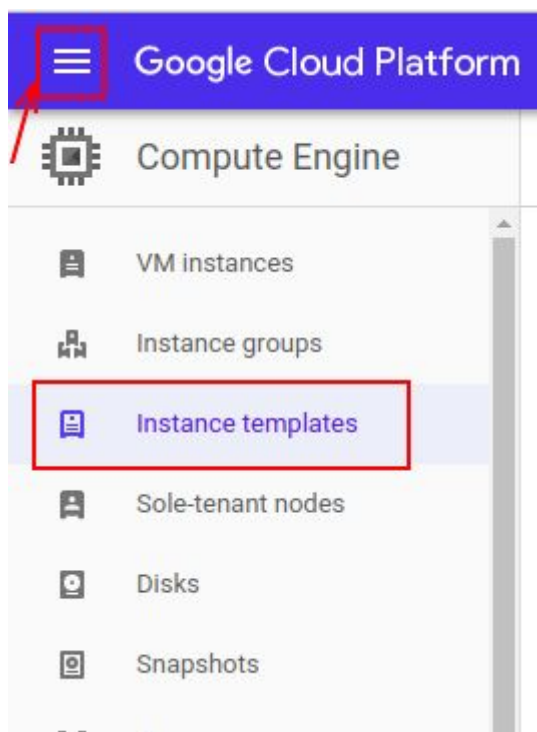 Google Cloud Platform
Compute Engine
VM instances
Instance groups
Instance templates
Sole-tenant nodes
Disks
Snapshots